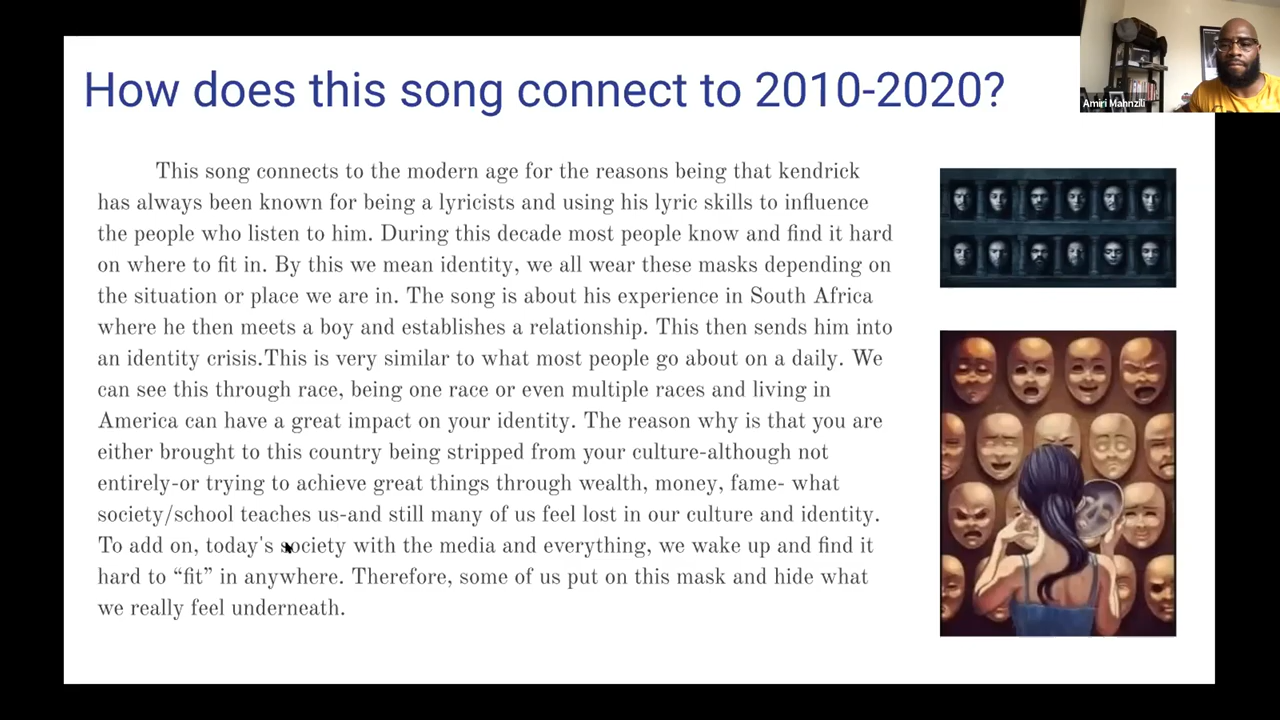 How does this song connect to 2010-2020?
Amiri Mahnzili
This song connects to the modern age for the reasons being that kendrick
has always been known for being a lyricists and using his lyric skills to influence
the people who listen to him. During this decade most people know and find it hard
on where to fit in. By this we mean identity, we all wear these masks depending on
the situation or place we are in. The song is about his experience in South Africa
where he then meets a boy and establishes a relationship. This then sends him into
an identity crisis.This is very similar to what most people go about on a daily. We
can see this through race, being one race or even multiple races and living in
America can have a great impact on your identity. The reason why is that you are
either brought to this country being stripped from your culture-although not
entirely-or trying to achieve great things through wealth, money, fame- what
society/school teaches us-and still many of us feel lost in our culture and identity.
To add on, today's society with the media and everything, we wake up and find it
hard to “fit” in anywhere. Therefore, some of us put on this mask and hide what
we really feel underneath.